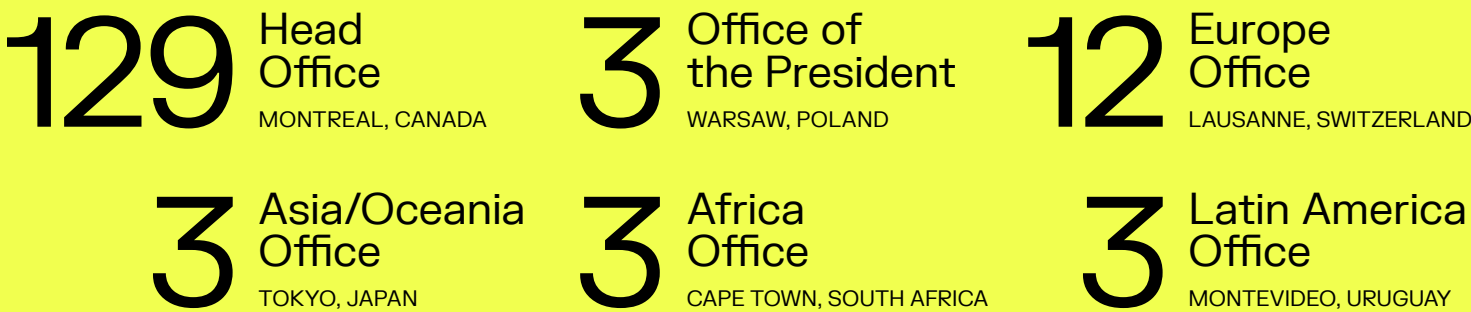 129
Head
Office
MONTREAL, CANADA
3
Office of
the President
WARSAW, POLAND
12
Europe
Office
LAUSANNE, SWITZERLAND
3
Asia/Oceania
Office
TOKYO, JAPAN
3
Africa
Office
CAPE TOWN, SOUTH AFRICA
3
Latin America
Office
MONTEVIDEO, URUGUAY